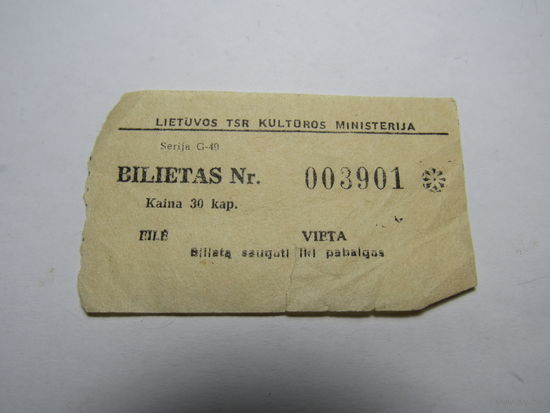 LIETUVOS TSR KULTŪROS MINISTERIJA
Serija G-49
BILIETAS Nr. 003901
Kaina 30 kap.
EILĖ VIETA
Bilietą saugoti iki pabaigos